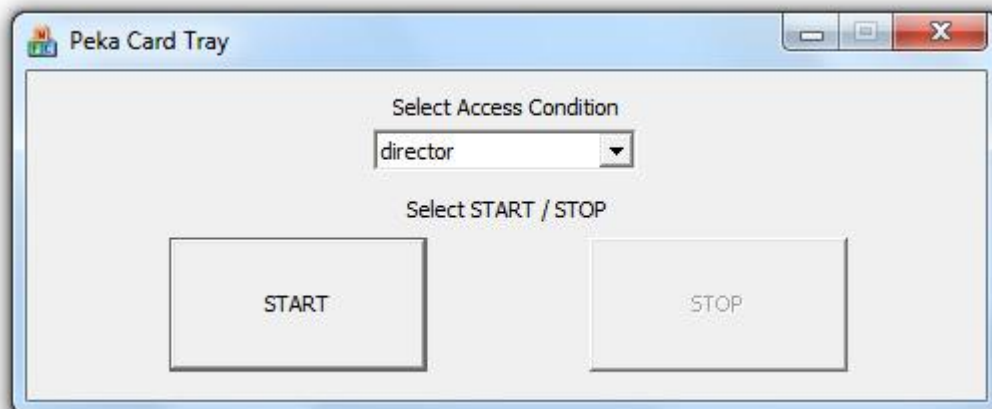 Peka Card Tray
Select Access Condition
director
Select START / STOP
START
STOP